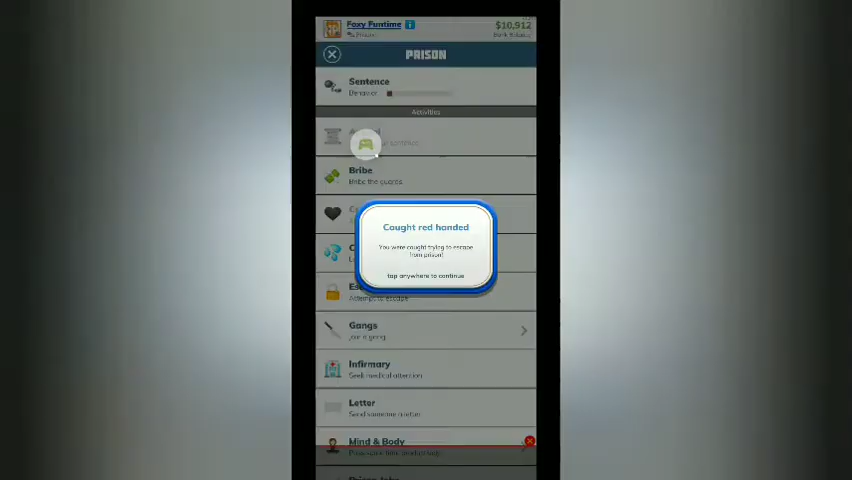 Foxy Funtime
$10,912
Prison
Bank Balance
PRISON
Sentence
Behavior
Activities
Bribe
Bribe the guards
Caught red handed
You were caught trying to escape
from prison!
tap anywhere to continue
Attempt to escape
Gangs
Join a gang
Infirmary
Seek medical attention
Letter
Send someone a letter
Mind & Body